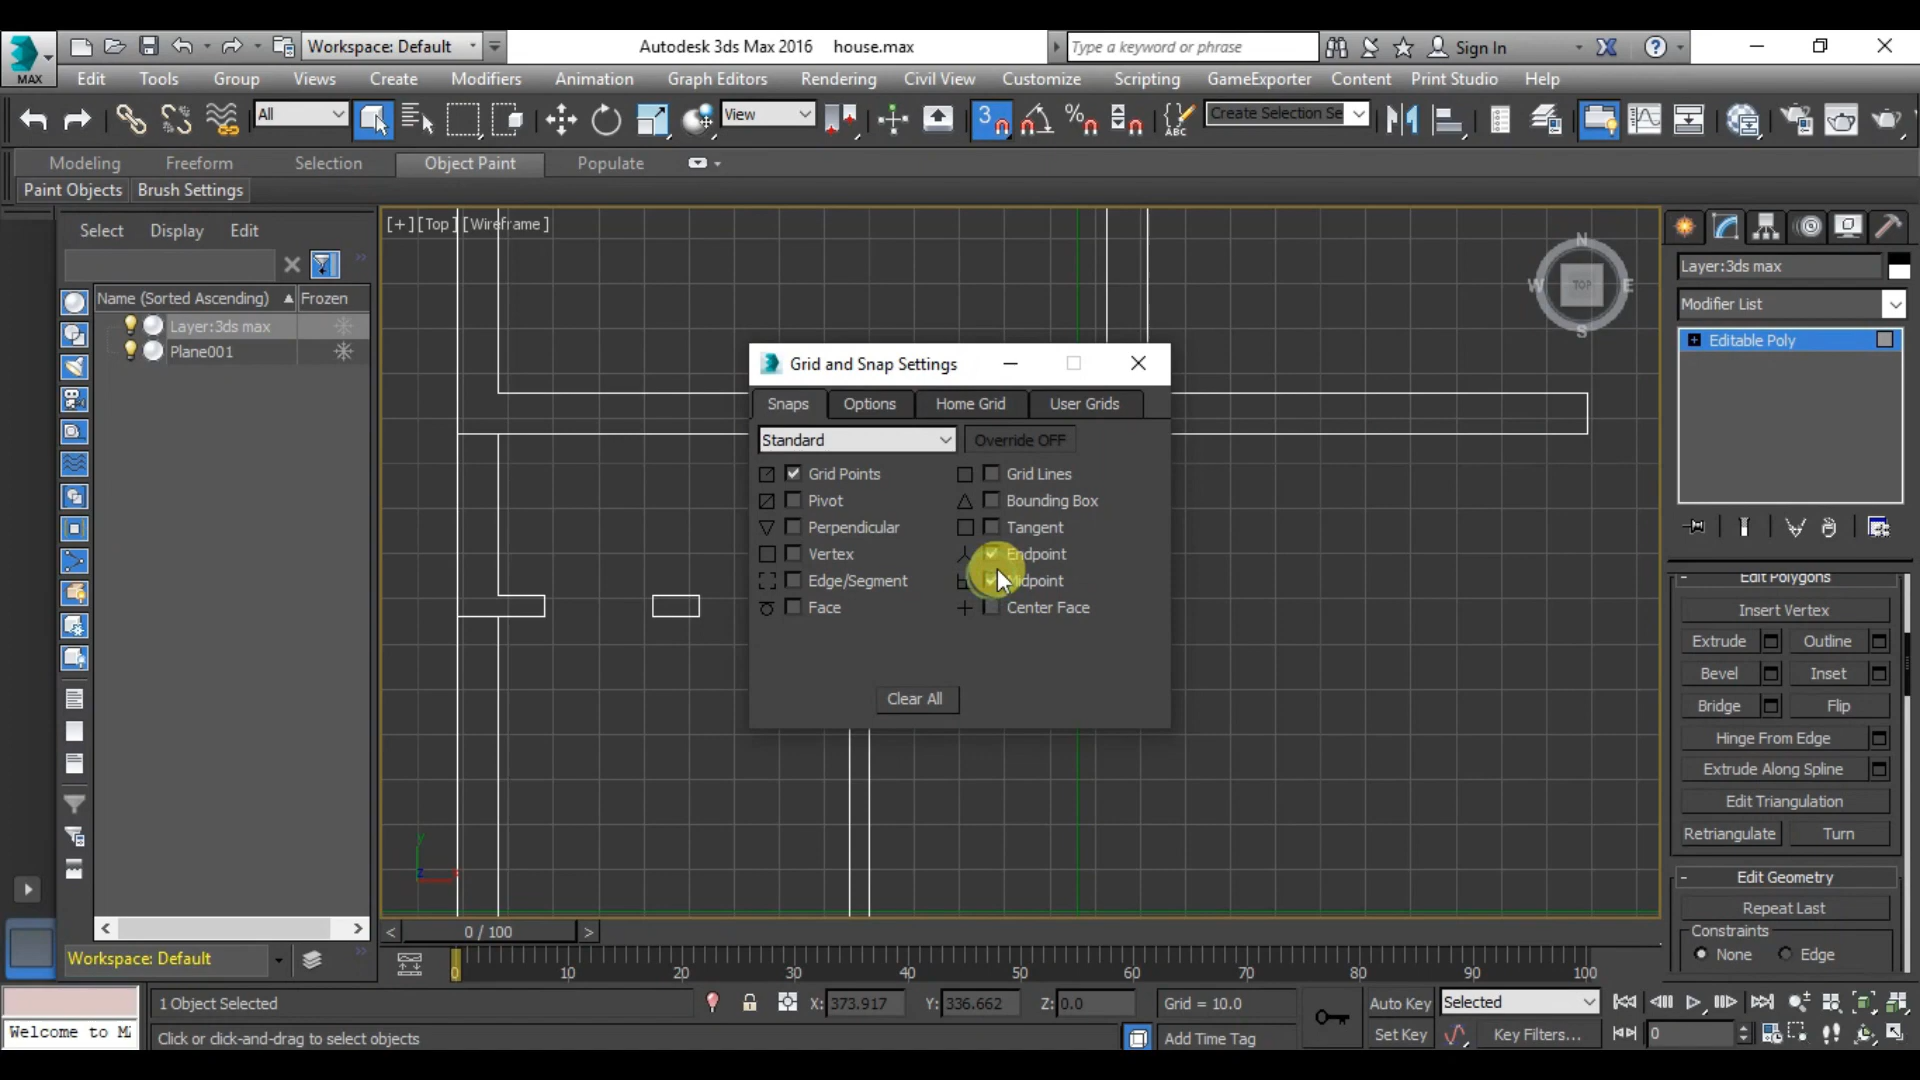 Workspace: Default
Autodesk 3ds Max 2016 house.max
Type a keyword or phrase
Sign In
MAX
Edit Tools Group Views Create Modifiers Animation Graph Editors Rendering Civil View Customize Scripting GameExporter Content Print Studio Help
All
View
3
%
ABC
Create Selection Se
Modeling Freeform Selection Object Paint Populate
Paint Objects Brush Settings
Select Display Edit
Name (Sorted Ascending) Frozen
Layer:3ds max
Plane001
[+] [Top] [Wireframe]
N
W TOP E
S
Grid and Snap Settings
Snaps Options Home Grid User Grids
Standard Override OFF
Grid Points Grid Lines
Pivot Bounding Box
Perpendicular Tangent
Vertex Endpoint
Edge/Segment Midpoint
Face Center Face
Clear All
y
z x
Layer:3ds max
Modifier List
Editable Poly
Edit Polygons
Insert Vertex
Extrude Outline
Bevel Inset
Bridge Flip
Hinge From Edge
Extrude Along Spline
Edit Triangulation
Retriangulate Turn
Edit Geometry
Repeat Last
Constraints
None Edge
Workspace: Default
0 / 100
0 10 20 30 40 50 60 70 80 90 100
Welcome to M
1 Object Selected
X: 373.917 Y: 336.662 Z: 0.0 Grid = 10.0
Auto Key Selected
Click or click-and-drag to select objects
Add Time Tag
Set Key Key Filters...
0